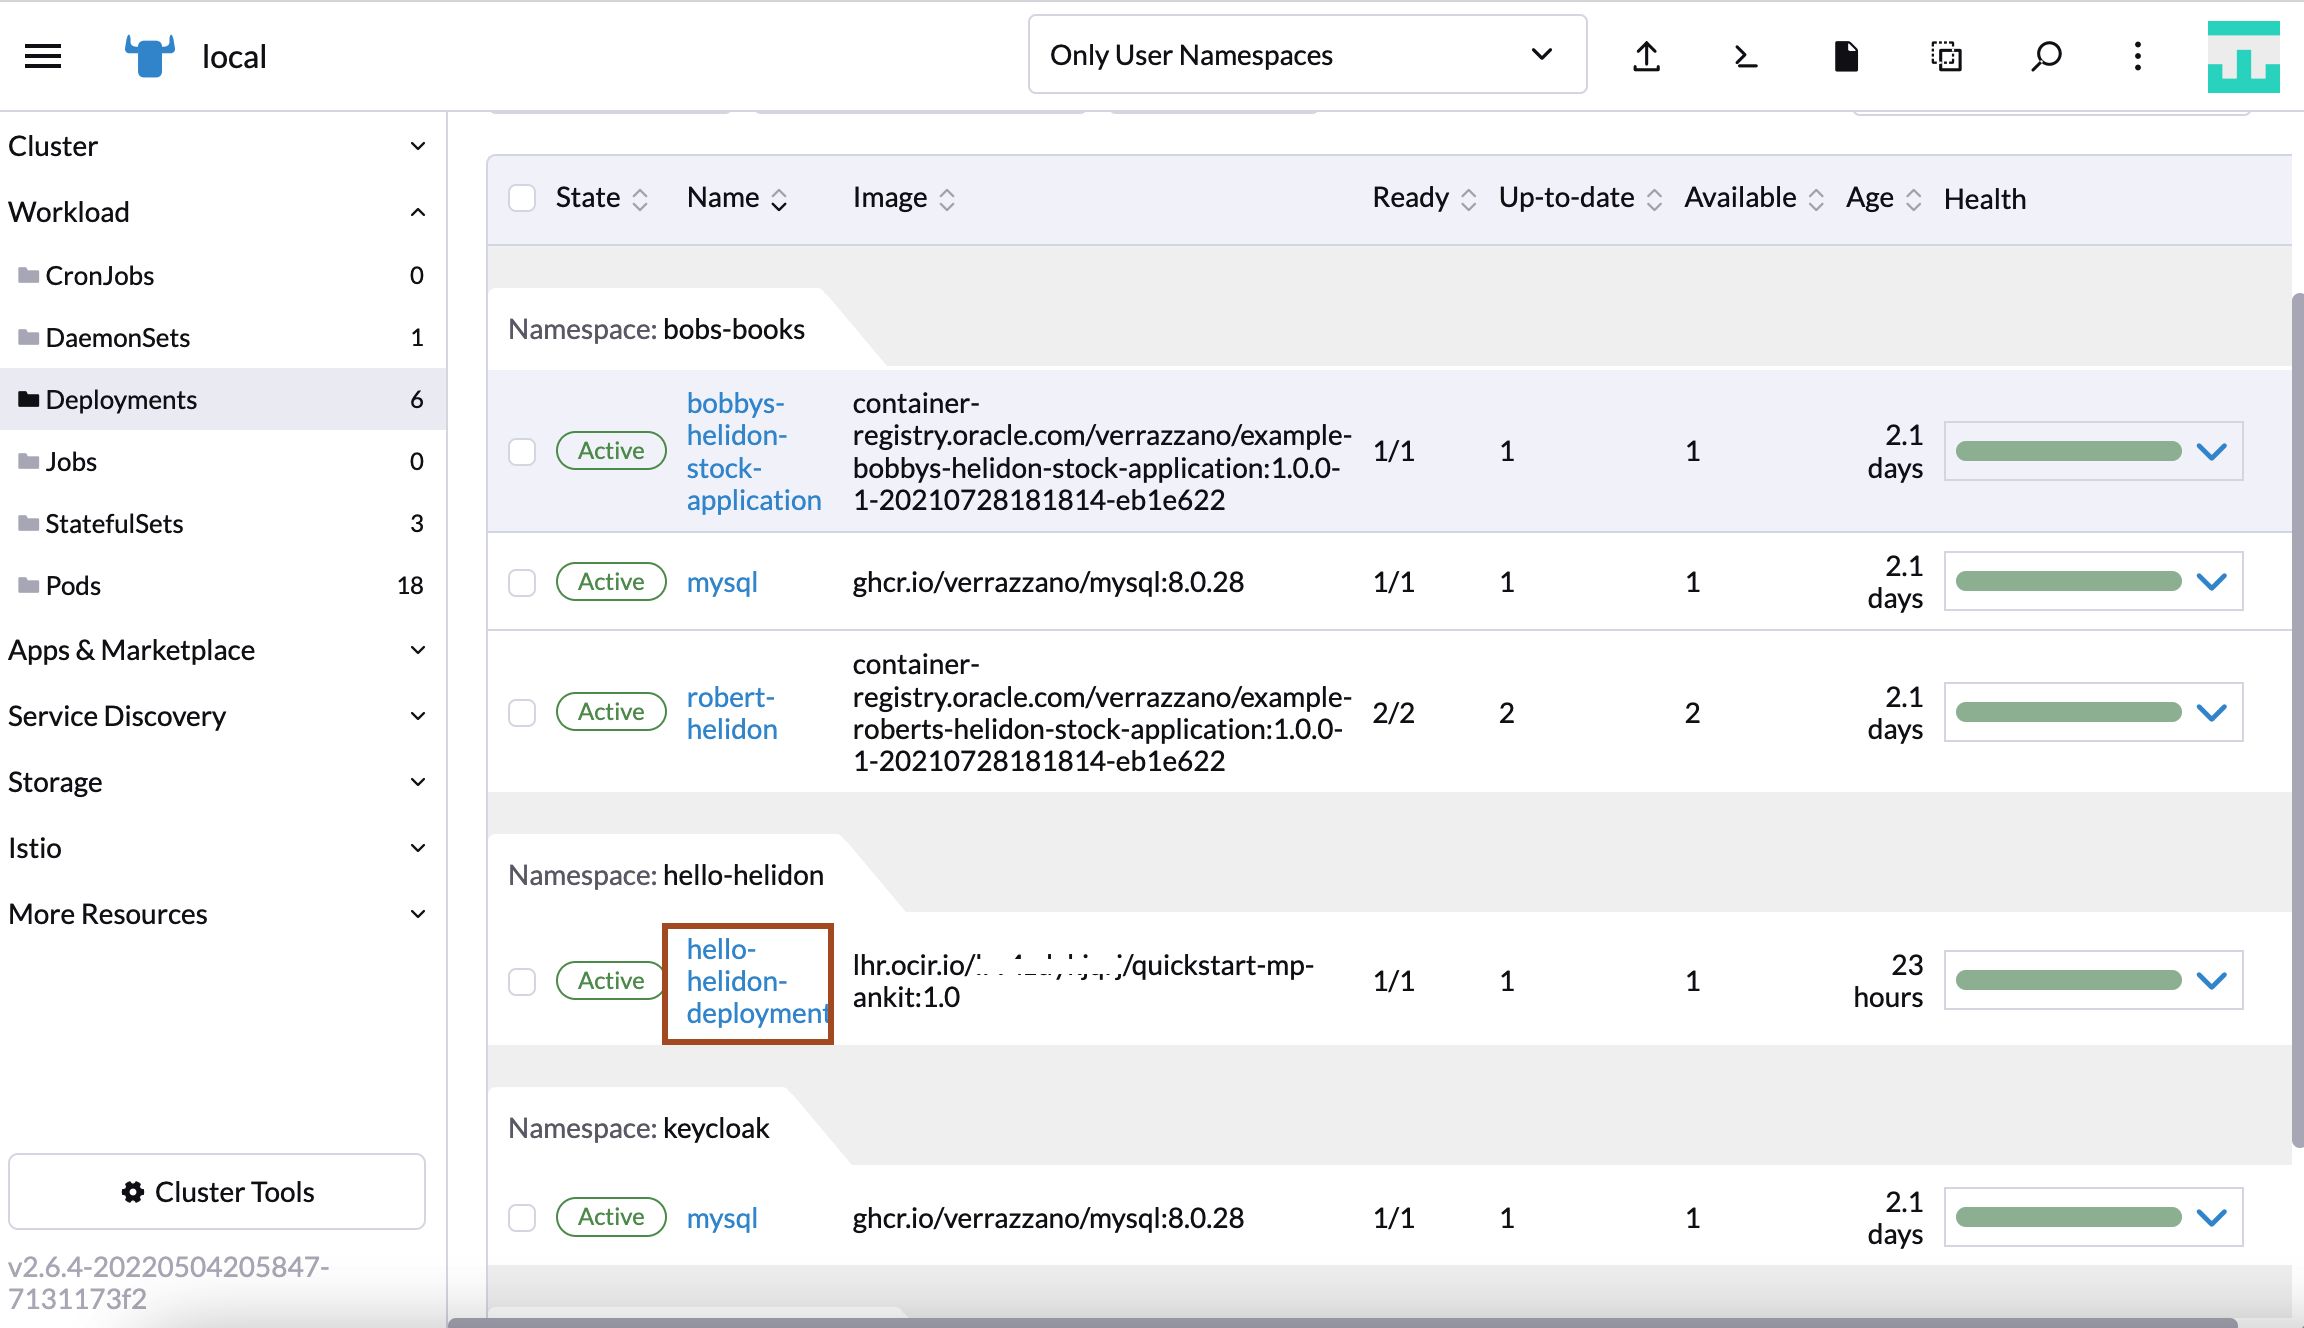 local
Only User Namespaces
Cluster
Workload
CronJobs 0
DaemonSets 1
Deployments 6
Jobs 0
StatefulSets 3
Pods 18
Apps & Marketplace
Service Discovery
Storage
Istio
More Resources
Cluster Tools
v2.6.4-20220504205847-
7131173f2
State Name Image Ready Up-to-date Available Age Health
Namespace: bobs-books
Active
bobbys-
helidon-
stock-
application
container-
registry.oracle.com/verrazzano/example-
bobbys-helidon-stock-application:1.0.0-
1-20210728181814-eb1e622
1/1 1 1
2.1
days
Active mysql ghcr.io/verrazzano/mysql:8.0.28 1/1 1 1
2.1
days
Active
robert-
helidon
container-
registry.oracle.com/verrazzano/example-
roberts-helidon-stock-application:1.0.0-
1-20210728181814-eb1e622
2/2 2 2
2.1
days
Namespace: hello-helidon
Active
hello-
helidon-
deployment
lhr.ocir.io/ /quickstart-mp-
ankit:1.0
1/1 1 1
23
hours
Namespace: keycloak
Active mysql ghcr.io/verrazzano/mysql:8.0.28 1/1 1 1
2.1
days